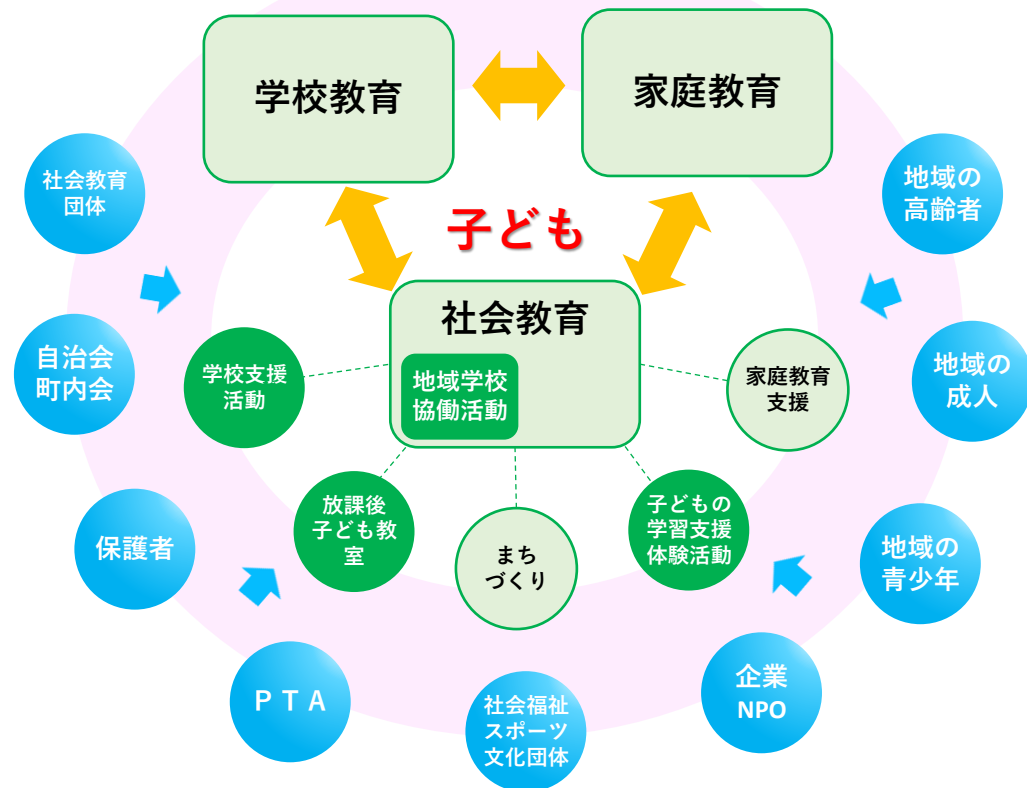 学校教育
家庭教育
子ども
社会教育
団体
地域の
高齢者
社会教育
地域学校
協働活動
自治会
町内会
学校支援
活動
家庭教育
支援
地域の
成人
放課後
子ども教
室
まち
づくり
子どもの
学習支援
体験活動
保護者
地域の
青少年
ＰＴＡ
社会福祉
スポーツ
文化団体
企業
NPO